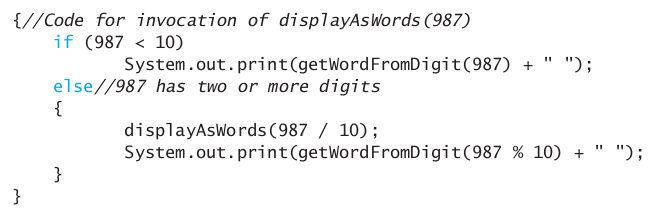 {//Code for invocation of displayAsWords(987)
if (987 < 10)
System.out.print(getWordFromDigit(987) + " ");
else//987 has two or more digits
{
displayAsWords(987 / 10);
System.out.print(getWordFromDigit(987 % 10) + " ");
}
}